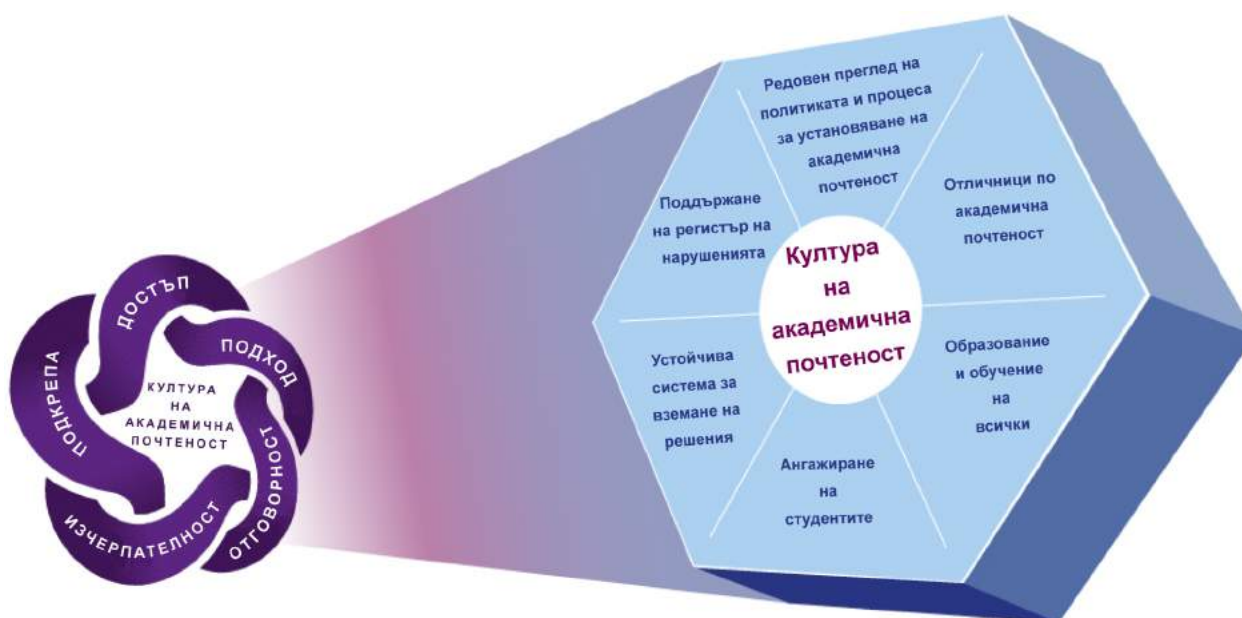 ДОСТЪП
ПОДХОД
ОТГОВОРНОСТ
ИЗЧЕРПАТЕЛНОСТ
ПОДКРЕПА
КУЛТУРА
НА
АКАДЕМИЧНА
ПОЧТЕНОСТ
Редовен преглед на
политиката и процеса
за установяване на
академична
почтеност
Отличници по
академична
почтеност
Образование
и обучение
на
всички
Ангажиране
на
студентите
Устойчива
система за
вземане на
решения
Поддържане
на регистър на
нарушенията
Култура
на
академична
почтеност